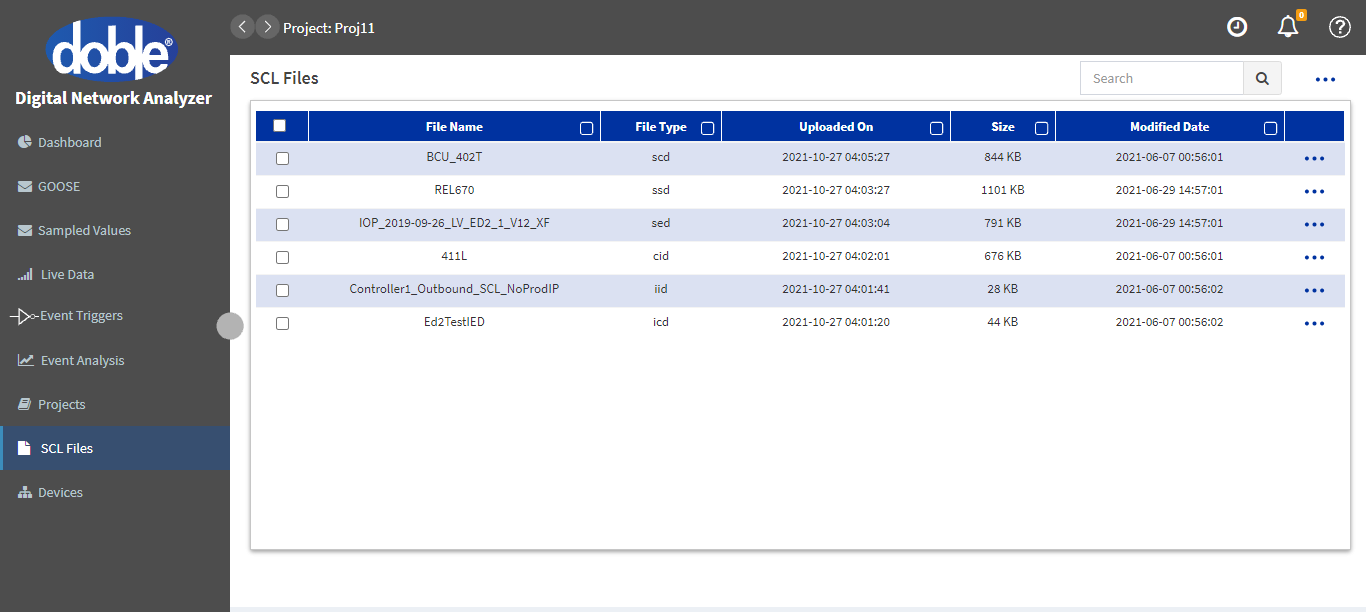 doble®
Digital Network Analyzer
Dashboard
GOOSE
Sampled Values
Live Data
Event Triggers
Event Analysis
Projects
SCL Files
Devices
Project: Proj11
0
SCL Files
Search
File Name File Type Uploaded On Size Modified Date
BCU_402T scd 2021-10-27 04:05:27 844 KB 2021-06-07 00:56:01
REL670 ssd 2021-10-27 04:03:27 1101 KB 2021-06-29 14:57:01
IOP_2019-09-26_LV_ED2_1_V12_XF sed 2021-10-27 04:03:04 791 KB 2021-06-29 14:57:01
411L cid 2021-10-27 04:02:01 676 KB 2021-06-07 00:56:01
Controller1_Outbound_SCL_NoProdIP iid 2021-10-27 04:01:41 28 KB 2021-06-07 00:56:02
Ed2TestIED icd 2021-10-27 04:01:20 44 KB 2021-06-07 00:56:02